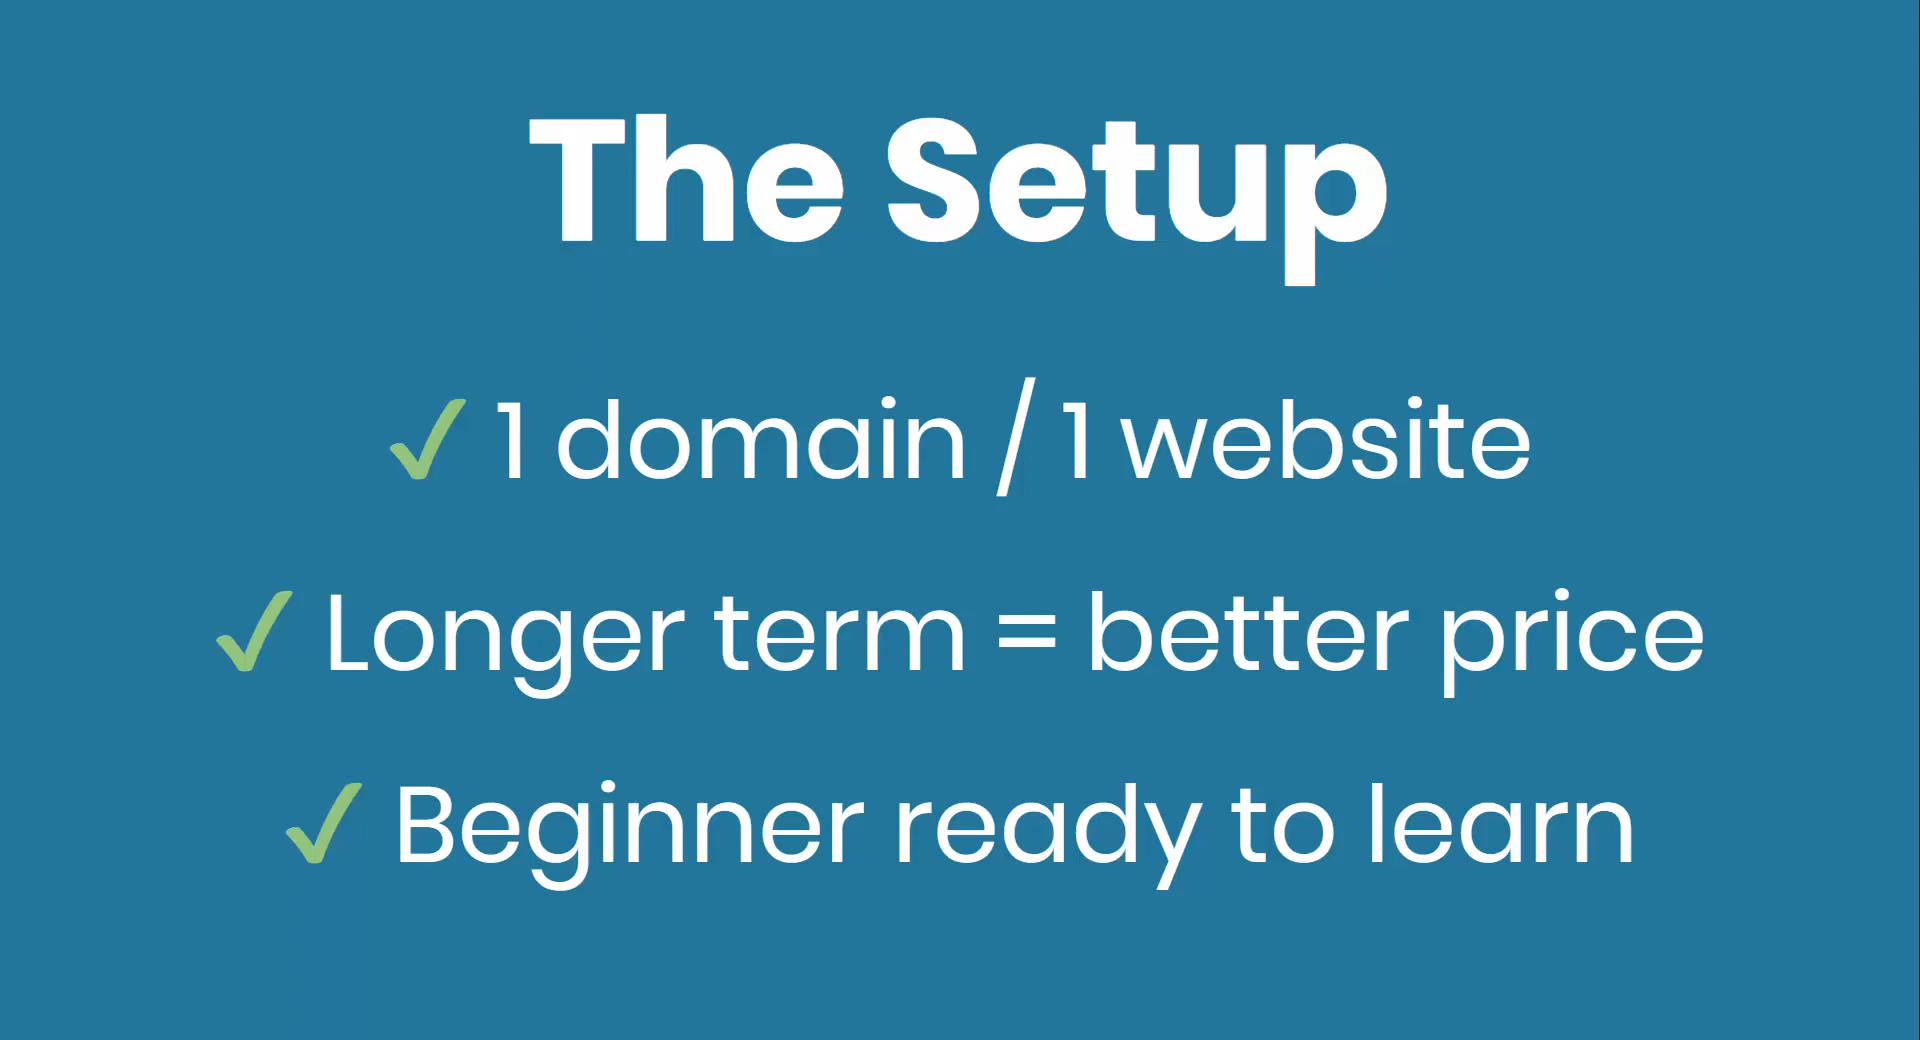 The Setup
✓ 1 domain / 1 website
✓ Longer term = better price
✓ Beginner ready to learn